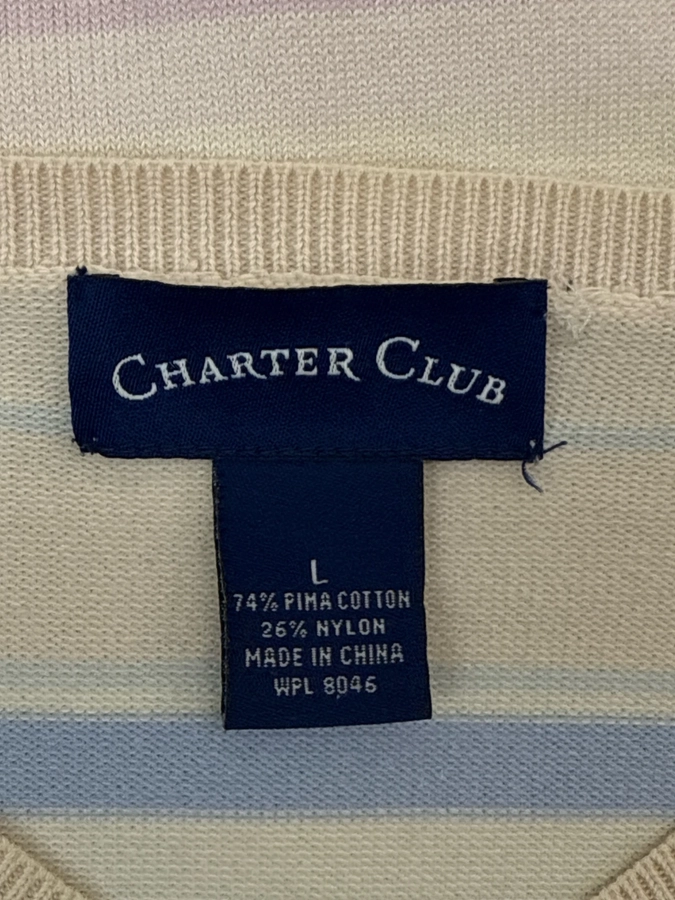 CHARTER CLUB
L
74% PIMA COTTON
26% NYLON
MADE IN CHINA
WPL 8046